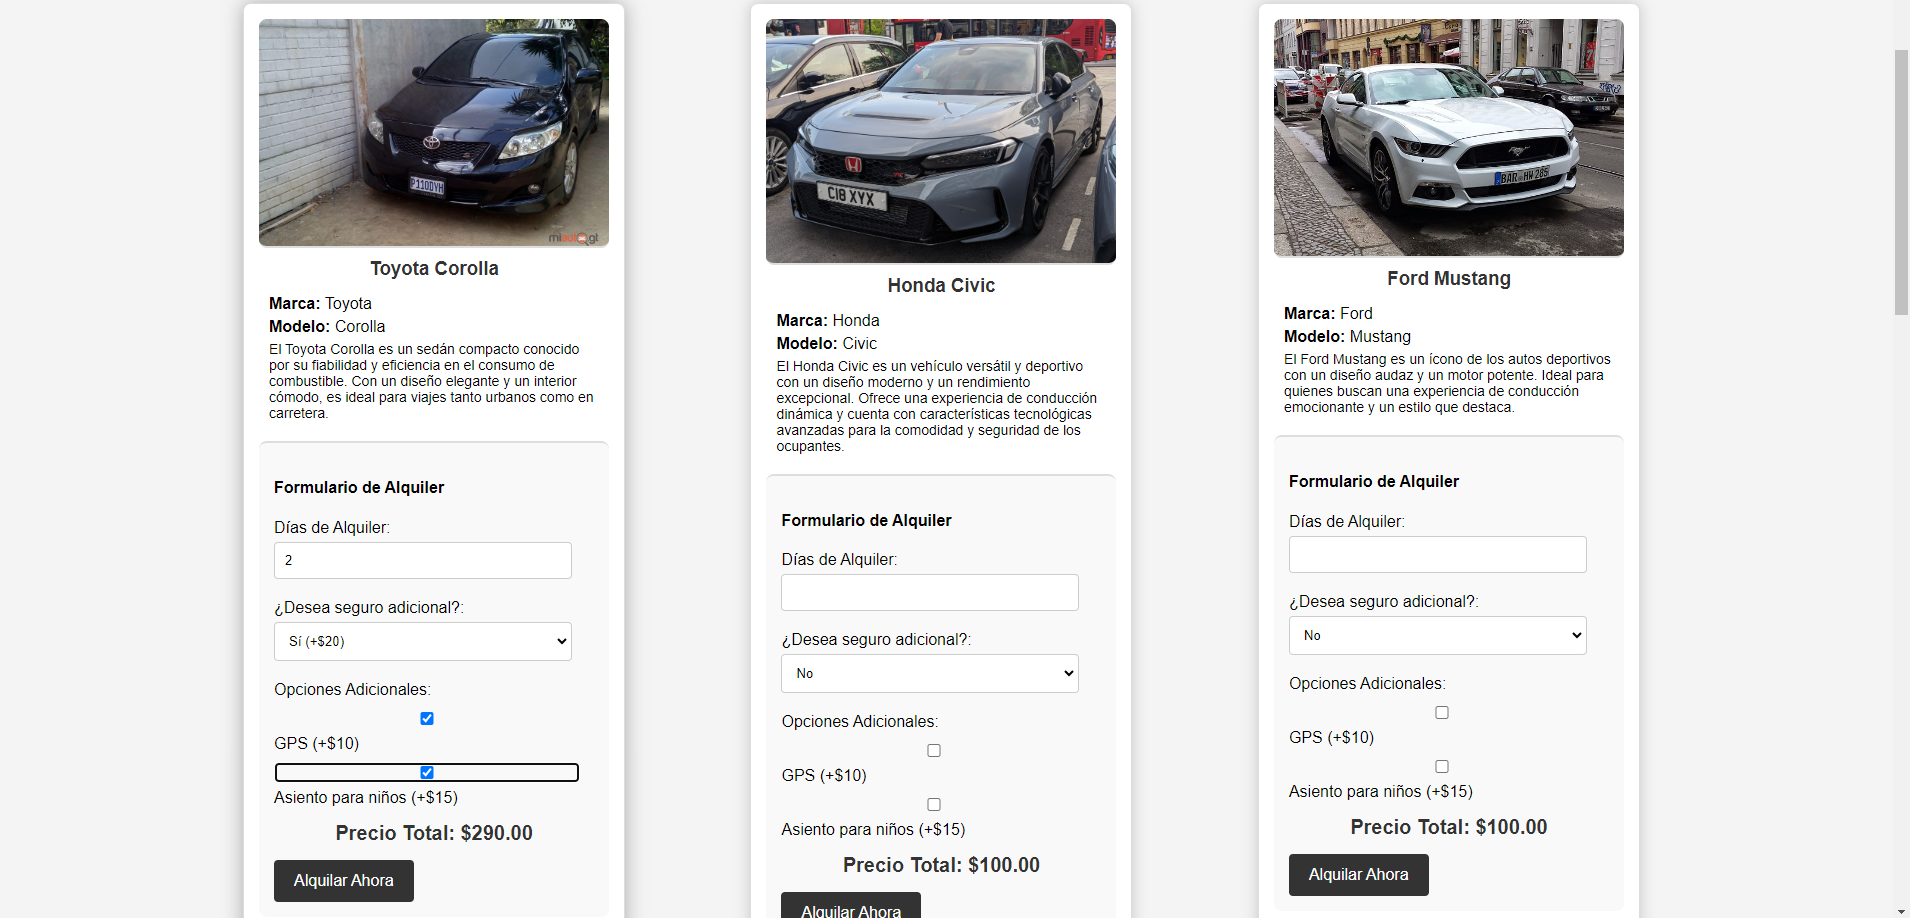 P110DYH
miauto.gt
Toyota Corolla
Marca: Toyota
Modelo: Corolla
El Toyota Corolla es un sedán compacto conocido
por su fiabilidad y eficiencia en el consumo de
combustible. Con un diseño elegante y un interior
cómodo, es ideal para viajes tanto urbanos como en
carretera.
Formulario de Alquiler
Días de Alquiler:
2
¿Desea seguro adicional?:
Sí (+$20)
Opciones Adicionales:
GPS (+$10)
Asiento para niños (+$15)
Precio Total: $290.00
Alquilar Ahora
C18 XYX
Honda Civic
Marca: Honda
Modelo: Civic
El Honda Civic es un vehículo versátil y deportivo
con un diseño moderno y un rendimiento
excepcional. Ofrece una experiencia de conducción
dinámica y cuenta con características tecnológicas
avanzadas para la comodidad y seguridad de los
ocupantes.
Formulario de Alquiler
Días de Alquiler:
¿Desea seguro adicional?:
No
Opciones Adicionales:
GPS (+$10)
Asiento para niños (+$15)
Precio Total: $100.00
Alquilar Ahora
BAR HW 285
Ford Mustang
Marca: Ford
Modelo: Mustang
El Ford Mustang es un ícono de los autos deportivos
con un diseño audaz y un motor potente. Ideal para
quienes buscan una experiencia de conducción
emocionante y un estilo que destaca.
Formulario de Alquiler
Días de Alquiler:
¿Desea seguro adicional?:
No
Opciones Adicionales:
GPS (+$10)
Asiento para niños (+$15)
Precio Total: $100.00
Alquilar Ahora